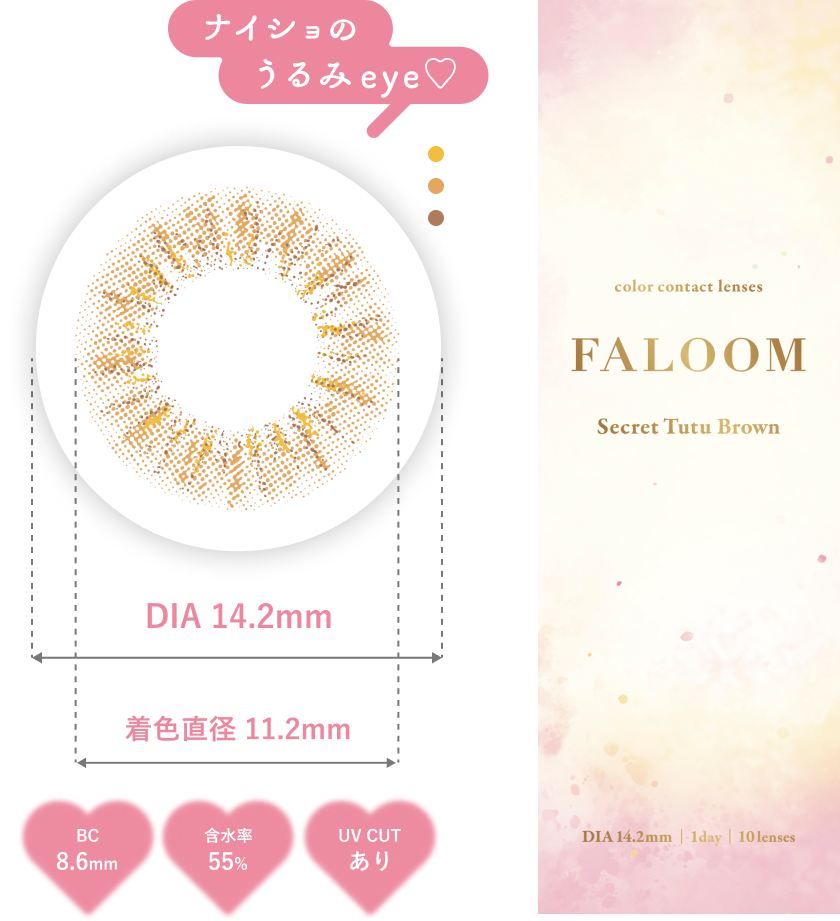 ナイショの
うるみeye♡
DIA 14.2mm
着色直径 11.2mm
BC
8.6mm
含水率
55%
UV CUT
あり
color contact lenses
FALOOM
Secret Tutu Brown
DIA 14.2mm | 1day | 10 lenses